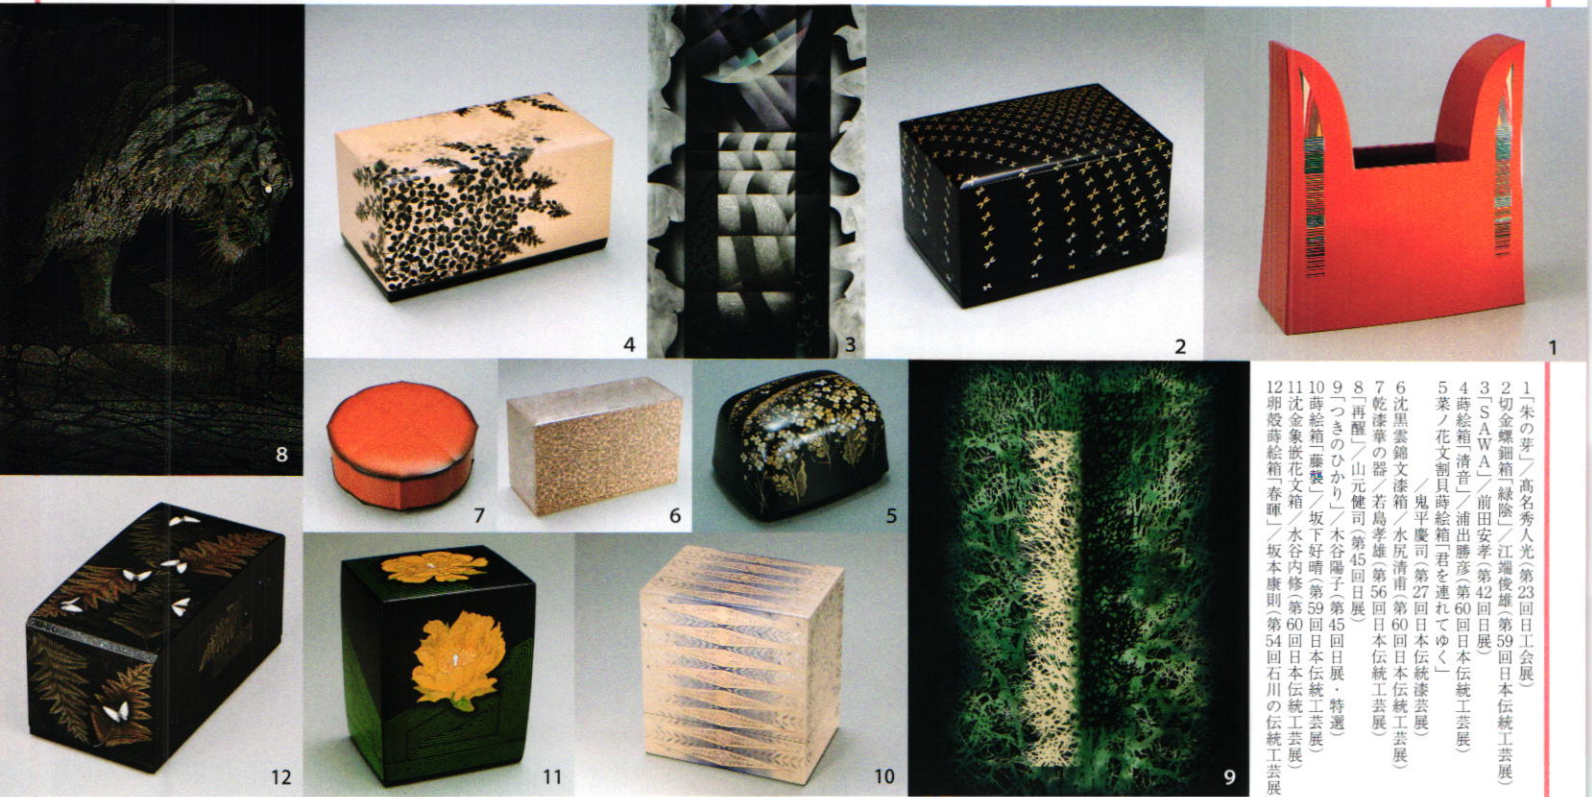 1「朱の芽」／髙名秀人光(第23回日工会展)
2切金螺鈿箱「緑陰」／江端俊雄(第59回日本伝統工芸展)
3「SAWA」／前田安孝(第42回日展)
4蒔絵箱「清音」／浦出勝彦(第60回日本伝統工芸展)
5菜ノ花文割貝蒔絵箱「君を連れてゆく」
／鬼平慶司(第27回日本伝統漆芸展)
6沈黒雲錦文漆箱／水尻清甫(第60回日本伝統工芸展)
7乾漆華の器／若島孝雄(第56回日本伝統工芸展)
8「再醒」／山元健司(第45回日展)
9「つきのひかり」／木谷陽子(第45回日展・特選)
10蒔絵箱「藤襲」／坂下好晴(第59回日本伝統工芸展)
11沈金象嵌花文箱／水谷内修(第60回日本伝統工芸展)
12卵殻蒔絵箱「春暉」／坂本康則(第54回石川の伝統工芸展
1
2
3
4
5
6
7
8
9
10
11
12